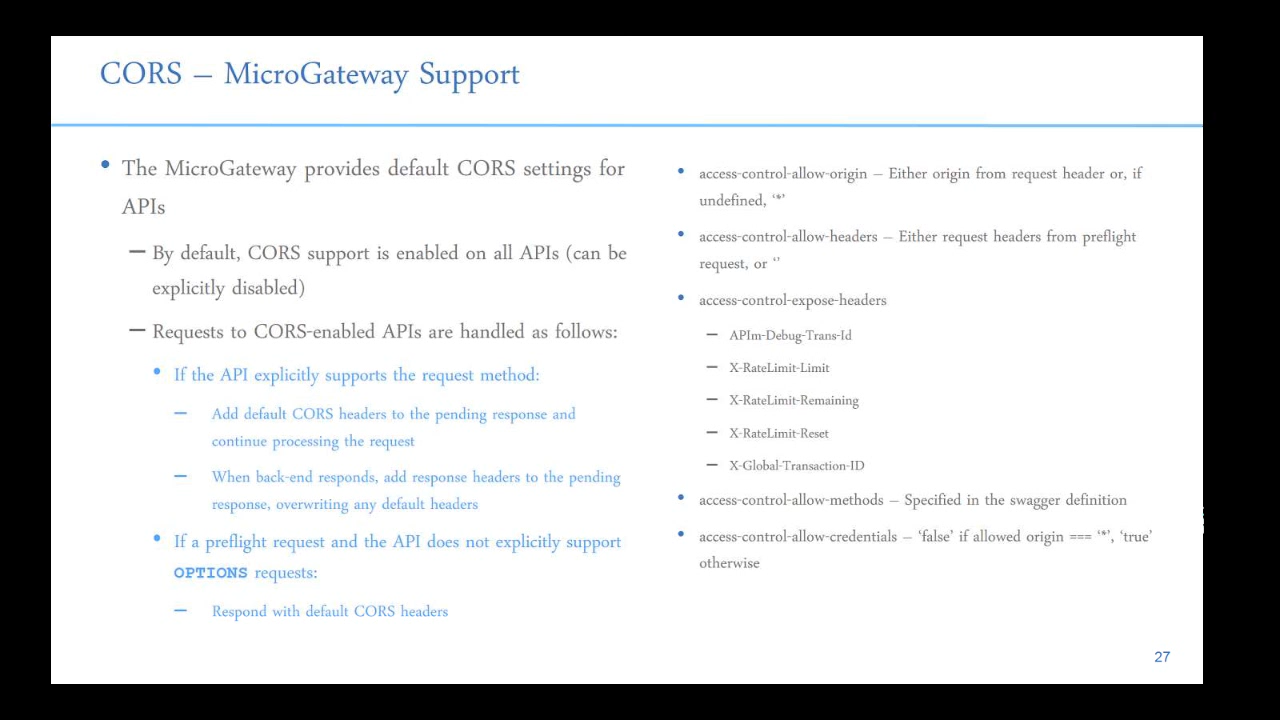 CORS – MicroGateway Support
• The MicroGateway provides default CORS settings for
APIs
– By default, CORS support is enabled on all APIs (can be
explicitly disabled)
– Requests to CORS-enabled APIs are handled as follows:
• If the API explicitly supports the request method:
– Add default CORS headers to the pending response and
continue processing the request
– When back-end responds, add response headers to the pending
response, overwriting any default headers
• If a preflight request and the API does not explicitly support
OPTIONS requests:
– Respond with default CORS headers
• access-control-allow-origin – Either origin from request header or, if
undefined, ‘*’
• access-control-allow-headers – Either request headers from preflight
request, or ‘’
• access-control-expose-headers
– APIm-Debug-Trans-Id
– X-RateLimit-Limit
– X-RateLimit-Remaining
– X-RateLimit-Reset
– X-Global-Transaction-ID
• access-control-allow-methods – Specified in the swagger definition
• access-control-allow-credentials – ‘false’ if allowed origin === ‘*’, ‘true’
otherwise
27